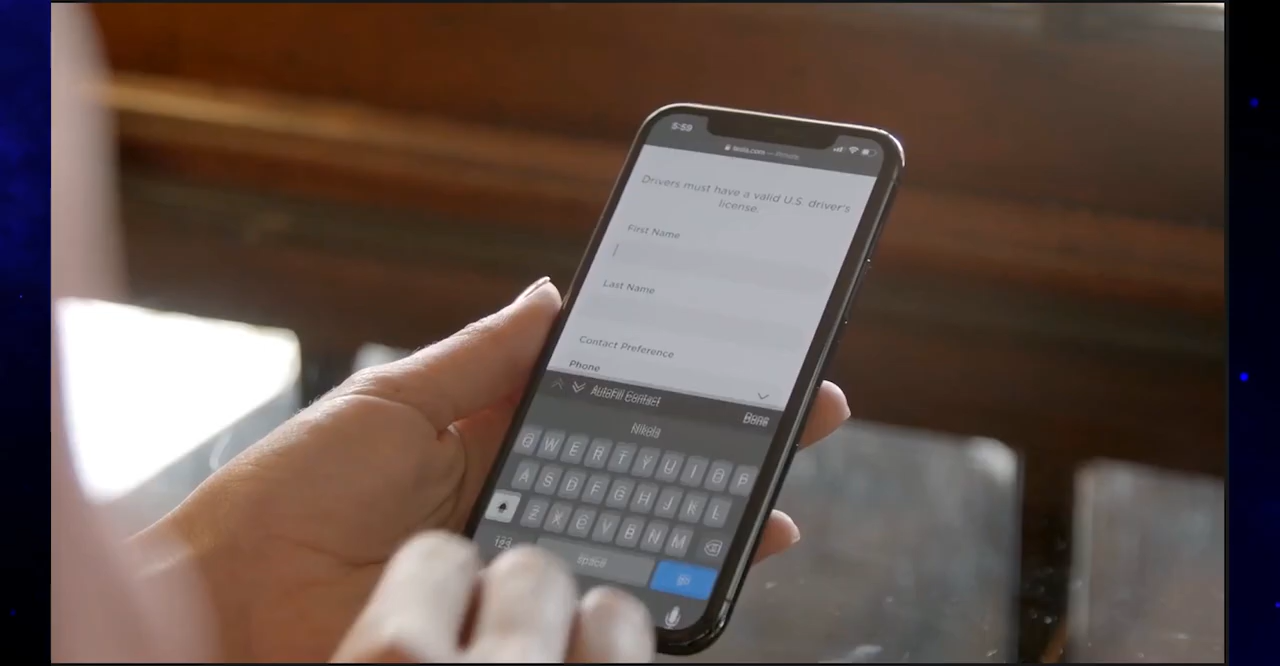 5:59
tesla.com — Private
Drivers must have a valid U.S. driver's
license.
First Name
Last Name
Contact Preference
Phone
AutoFill Contact
Done
Nikola
Q W E R T Y U I O P
A S D F G H J K L
Z X C V B N M
123
space
go